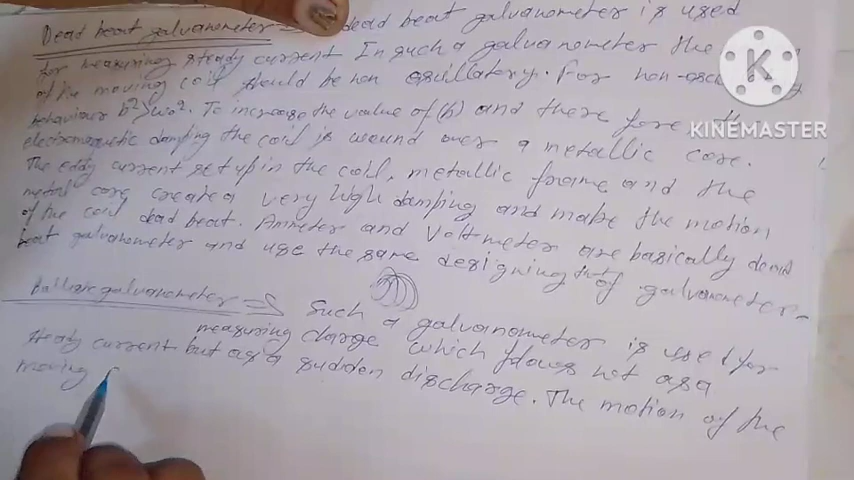 Dead beat galvanometer ⇒ dead beat galvanometer is used
for measuring steady current In such a galvanometer the
of the moving coil should be non oscillatory. For non-
behaviour b²>ω0². To increase the value of (b) and there fore
electromagnetic damping the coil is wound over a metallic core.
The eddy current set up in the coil, metallic frame and the
metal core create a very high damping and make the motion
of the coil dead beat. Ammeter and Voltmeter are basically dead
beat galvanometer and use the same designing that of galvanometer.
Ballistic galvanometer ⇒ Such a galvanometer is used for
measuring charge which flows not as a
steady current but as a sudden discharge. The motion of the
moving
KINEMASTER